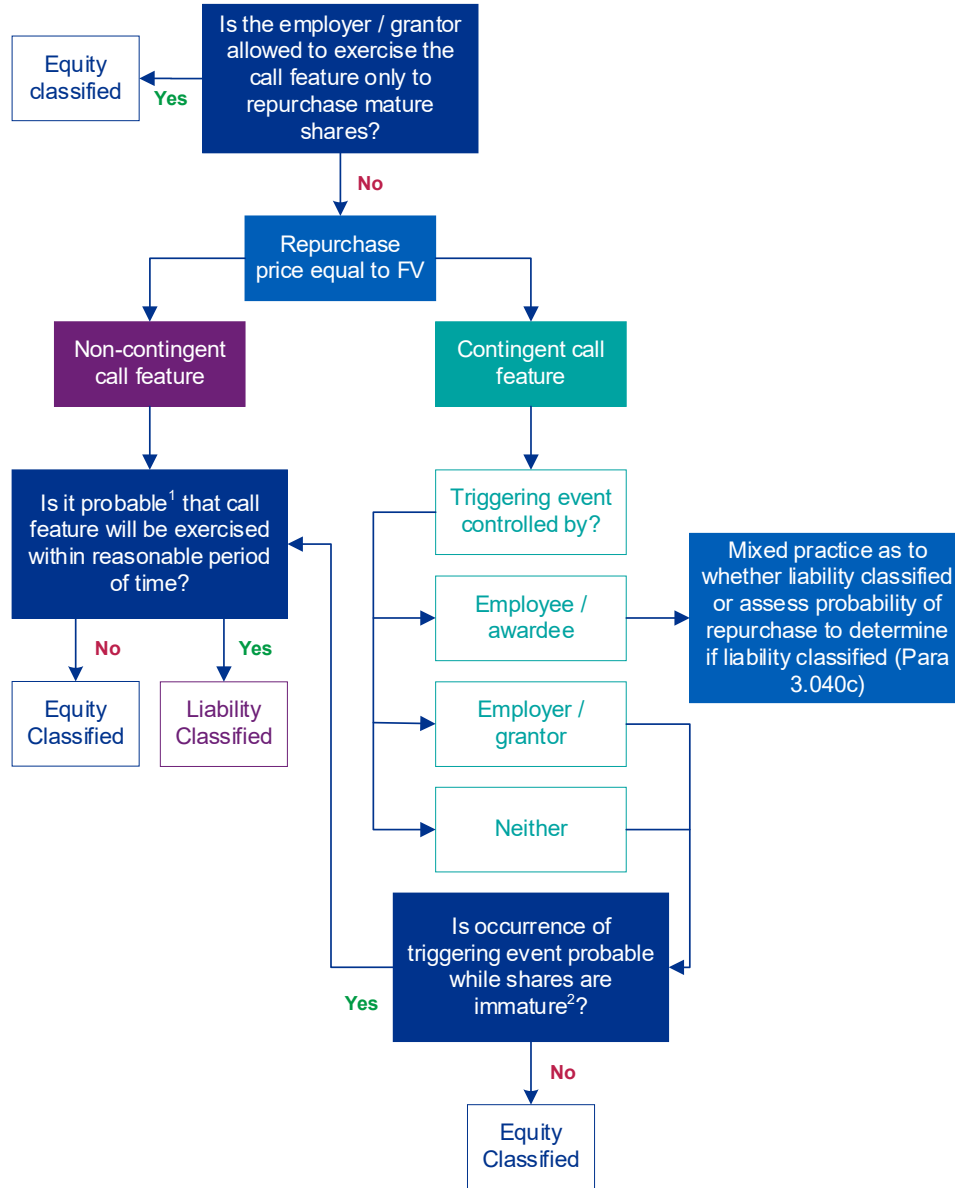 Is the employer / grantor
allowed to exercise the
call feature only to
repurchase mature
shares?
Equity
classified
Yes
No
Repurchase
price equal to FV
Non-contingent
call feature
Contingent call
feature
Is it probable1 that call
feature will be exercised
within reasonable period
of time?
Triggering event
controlled by?
Mixed practice as to
whether liability classified
or assess probability of
repurchase to determine
if liability classified (Para
3.040c)
Employee /
awardee
No
Yes
Equity
Classified
Liability
Classified
Employer /
grantor
Neither
Is occurrence of
triggering event probable
while shares are
immature2?
Yes
No
Equity
Classified